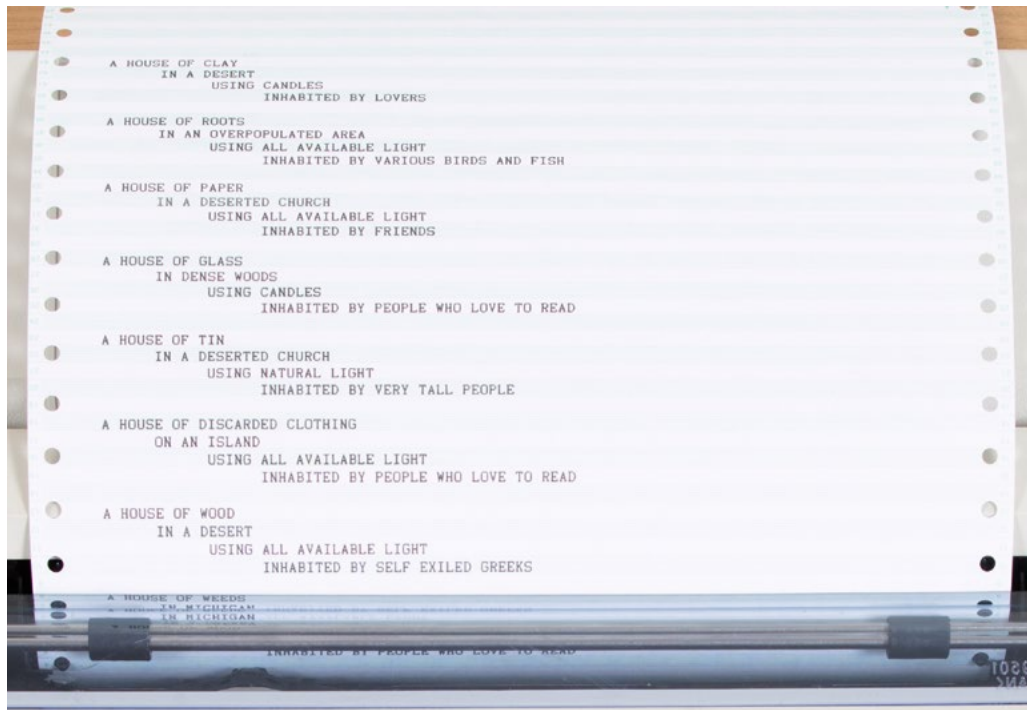 A HOUSE OF CLAY
IN A DESERT
USING CANDLES
INHABITED BY LOVERS
A HOUSE OF ROOTS
IN AN OVERPOPULATED AREA
USING ALL AVAILABLE LIGHT
INHABITED BY VARIOUS BIRDS AND FISH
A HOUSE OF PAPER
IN A DESERTED CHURCH
USING ALL AVAILABLE LIGHT
INHABITED BY FRIENDS
A HOUSE OF GLASS
IN DENSE WOODS
USING CANDLES
INHABITED BY PEOPLE WHO LOVE TO READ
A HOUSE OF TIN
IN A DESERTED CHURCH
USING NATURAL LIGHT
INHABITED BY VERY TALL PEOPLE
A HOUSE OF DISCARDED CLOTHING
ON AN ISLAND
USING ALL AVAILABLE LIGHT
INHABITED BY PEOPLE WHO LOVE TO READ
A HOUSE OF WOOD
IN A DESERT
USING ALL AVAILABLE LIGHT
INHABITED BY SELF EXILED GREEKS
A HOUSE OF WEEDS
IN MICHIGAN
IN MICHIGAN
INHABITED BY PEOPLE WHO LOVE TO READ